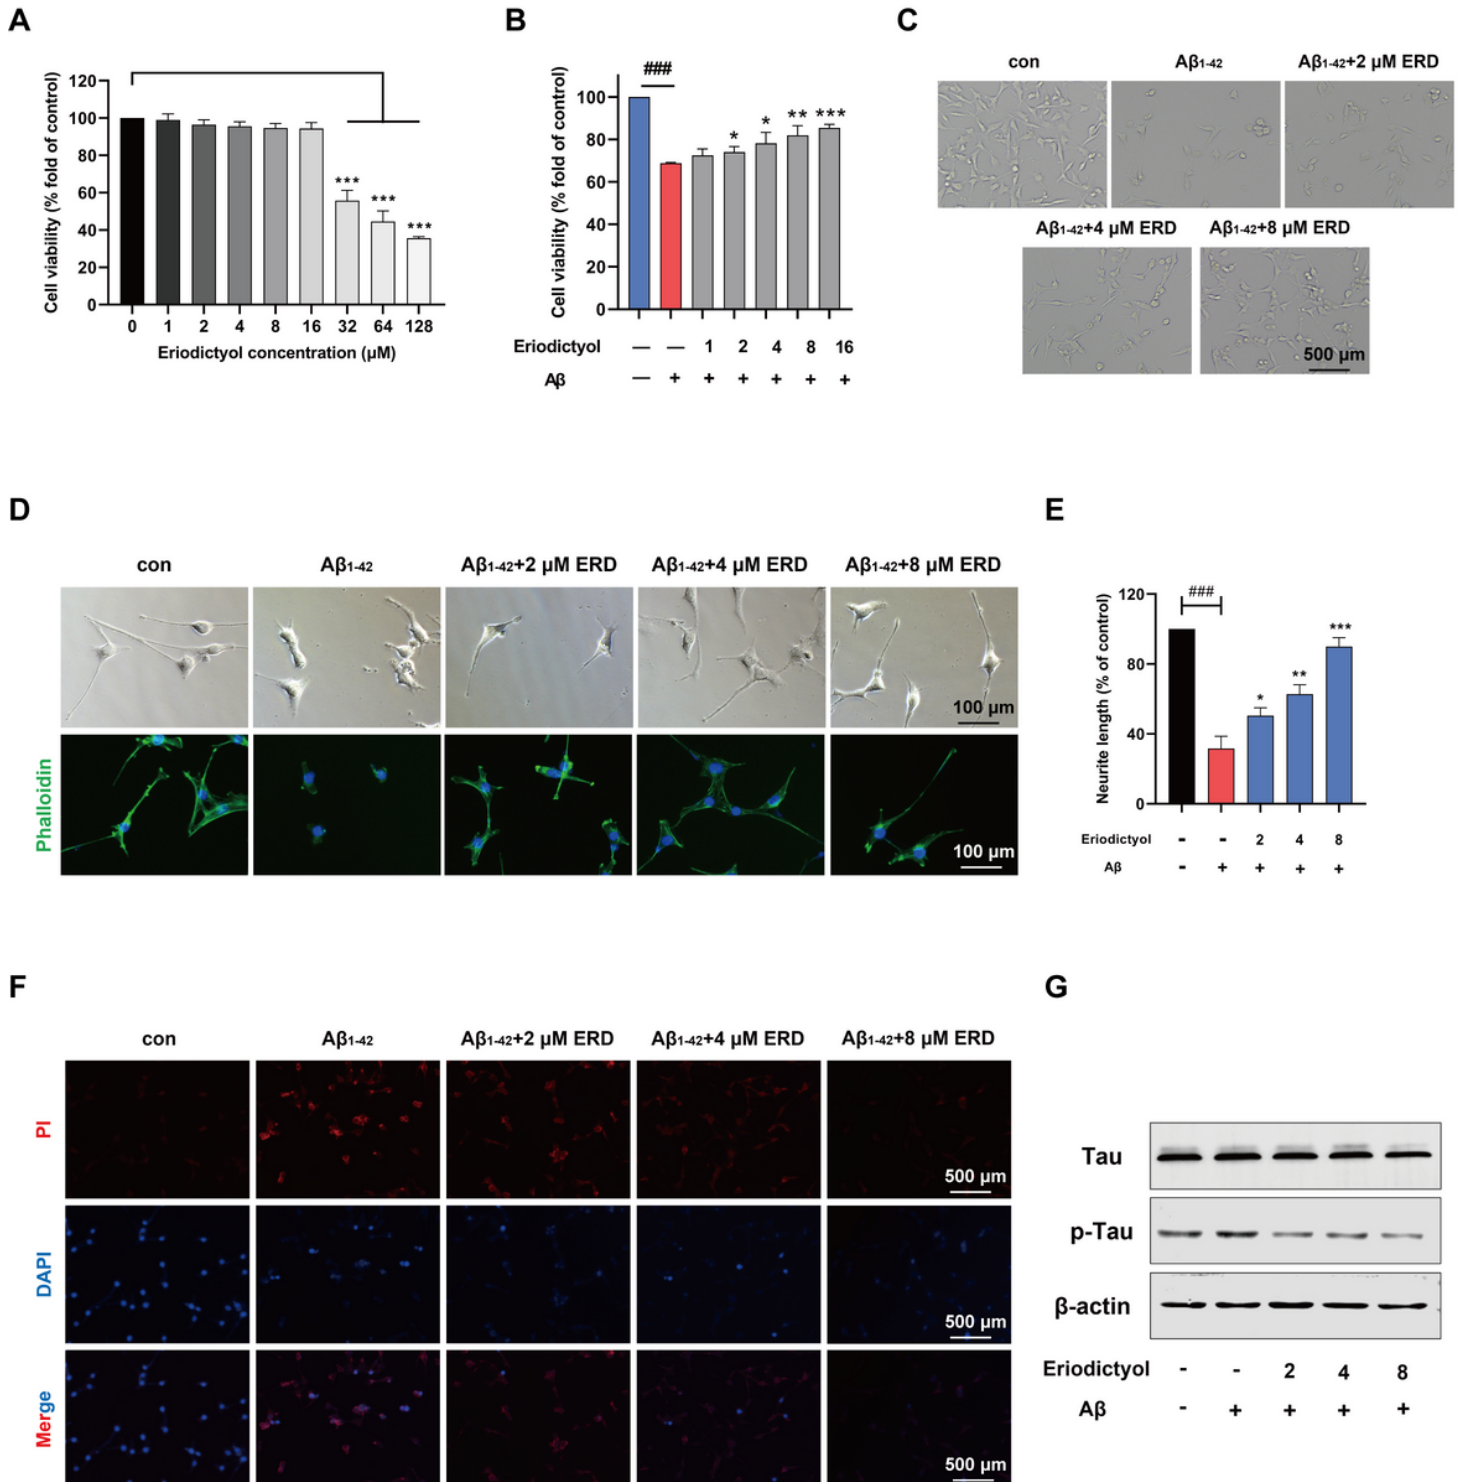 A
Cell viability (% fold of control)
120
100
80
60
40
20
0
***
***
***
0 1 2 4 8 16 32 64 128
Eriodictyol concentration (μM)
B
Cell viability (% fold of control)
100
80
60
40
20
0
###
* * ** ***
Eriodictyol — — 1 2 4 8 16
Aβ — + + + + + +
C
con Aβ1-42 Aβ1-42+2 μM ERD
Aβ1-42+4 μM ERD Aβ1-42+8 μM ERD
500 μm
D
con Aβ1-42 Aβ1-42+2 μM ERD Aβ1-42+4 μM ERD Aβ1-42+8 μM ERD
100 μm
Phalloidin
100 μm
E
Neurite length (% of control)
120
80
40
0
###
* ** ***
Eriodictyol - - 2 4 8
Aβ - + + + +
F
con Aβ1-42 Aβ1-42+2 μM ERD Aβ1-42+4 μM ERD Aβ1-42+8 μM ERD
PI
500 μm
DAPI
500 μm
Merge
500 μm
G
Tau
p-Tau
β-actin
Eriodictyol - - 2 4 8
Aβ - + + + +